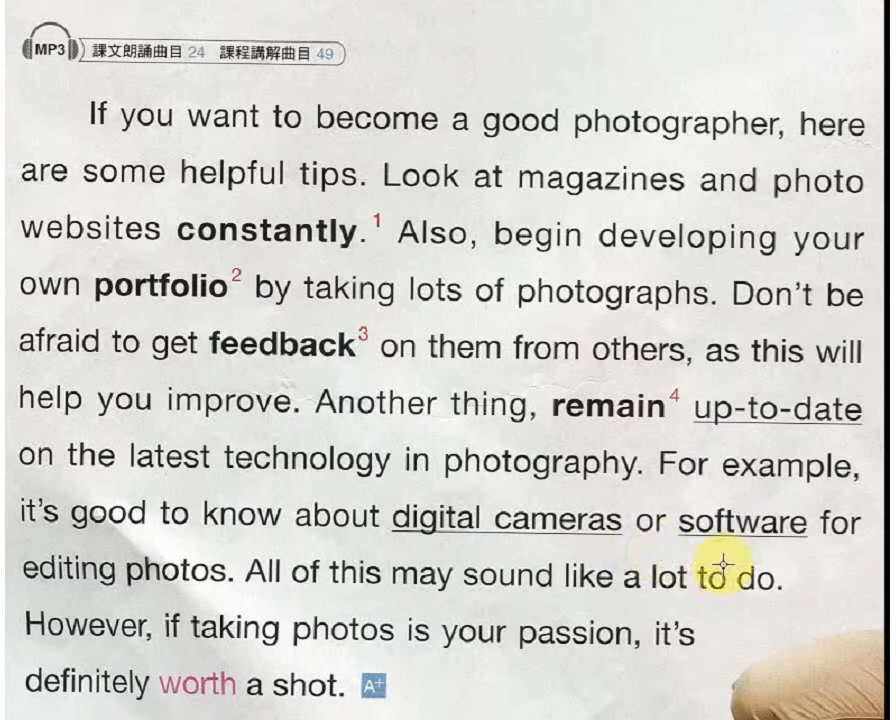 MP3 課文朗誦曲目 24 課程講解曲目 49
If you want to become a good photographer, here
are some helpful tips. Look at magazines and photo
websites constantly.1 Also, begin developing your
own portfolio2 by taking lots of photographs. Don't be
afraid to get feedback3 on them from others, as this will
help you improve. Another thing, remain4 up-to-date
on the latest technology in photography. For example,
it's good to know about digital cameras or software for
editing photos. All of this may sound like a lot to do.
However, if taking photos is your passion, it's
definitely worth a shot. A+